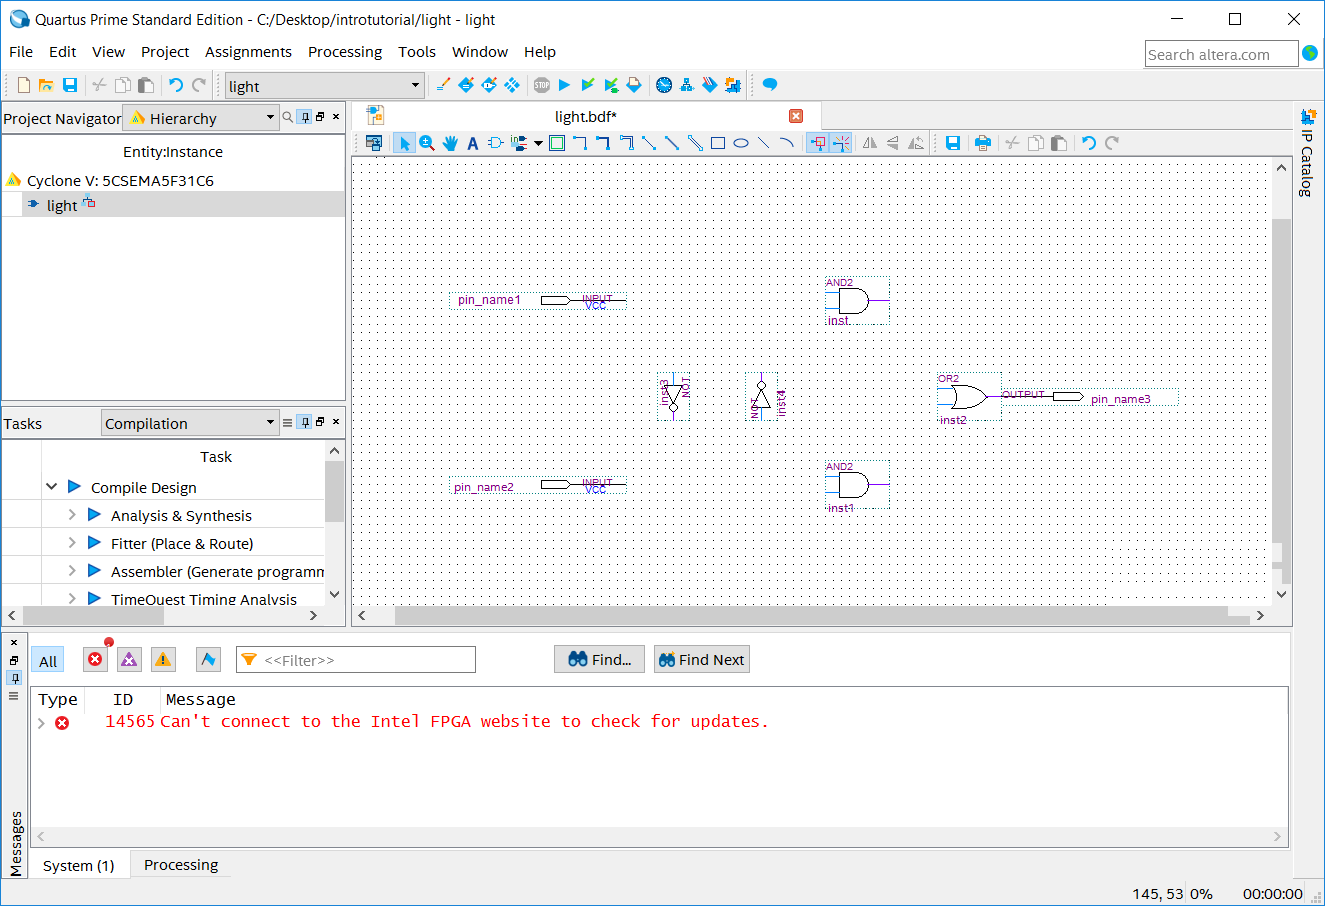 Quartus Prime Standard Edition - C:/Desktop/introtutorial/light - light
File Edit View Project Assignments Processing Tools Window Help
Search altera.com
light
STOP
Project Navigator Hierarchy
Entity:Instance
Cyclone V: 5CSEMA5F31C6
light
Tasks Compilation
Task
Compile Design
Analysis & Synthesis
Fitter (Place & Route)
Assembler (Generate programm
TimeQuest Timing Analysis
light.bdf*
A
IP Catalog
AND2
pin_name1 INPUT
VCC
inst
inst3 NOT
NOT inst4
OR2
OUTPUT pin_name3
inst2
AND2
pin_name2 INPUT
VCC
inst1
All
<<Filter>>
Find...
Find Next
Type ID Message
14565 Can't connect to the Intel FPGA website to check for updates.
Messages
System (1) Processing
145, 53 0% 00:00:00